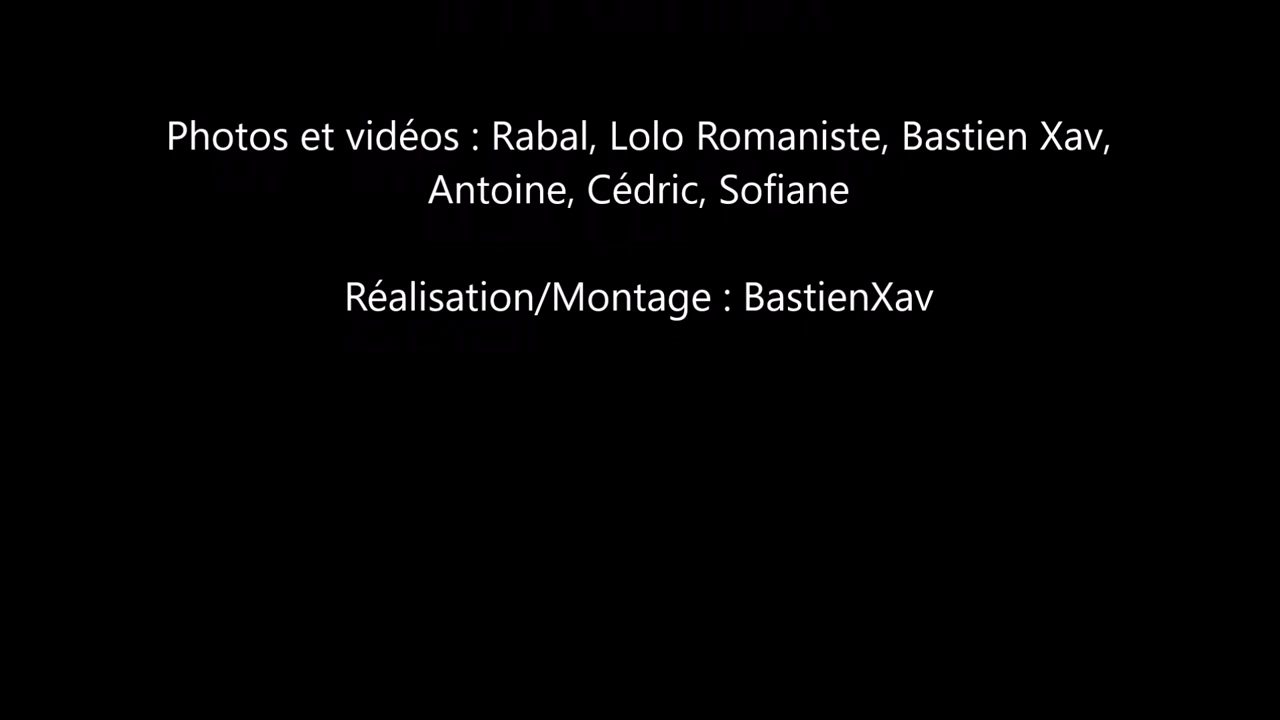 Photos et vidéos : Rabal, Lolo Romaniste, Bastien Xav,
Antoine, Cédric, Sofiane
Réalisation/Montage : BastienXav